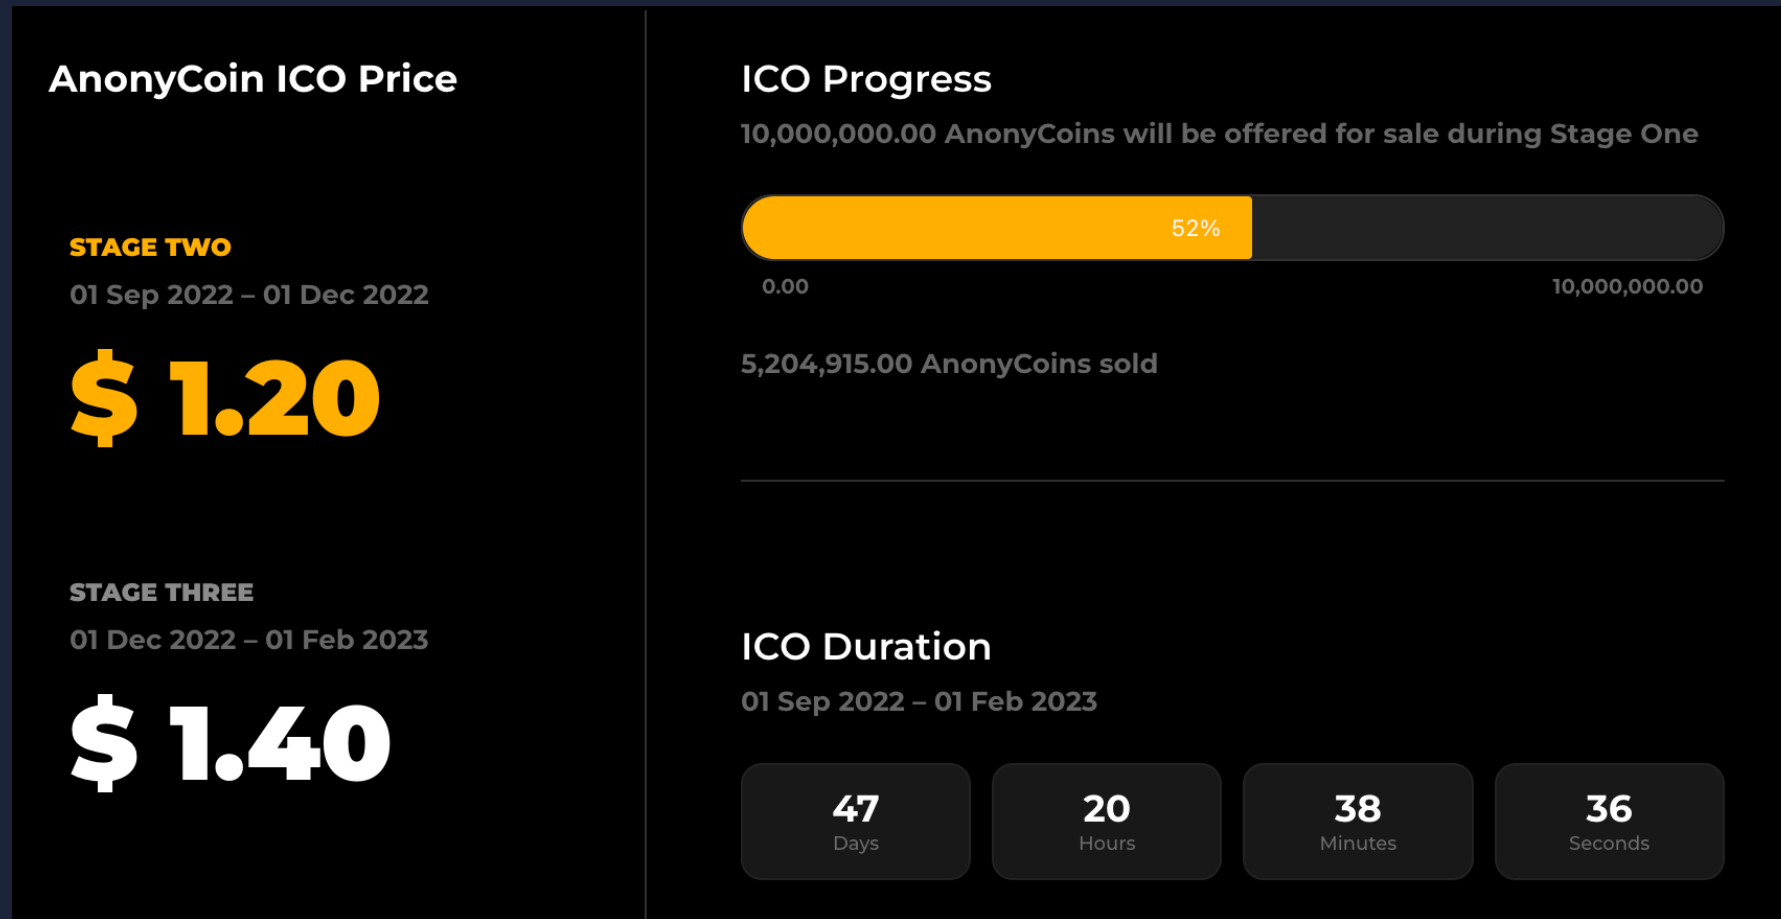 AnonyCoin ICO Price
STAGE TWO
01 Sep 2022 – 01 Dec 2022
$ 1.20
STAGE THREE
01 Dec 2022 – 01 Feb 2023
$ 1.40
ICO Progress
10,000,000.00 AnonyCoins will be offered for sale during Stage One
52%
0.00 10,000,000.00
5,204,915.00 AnonyCoins sold
ICO Duration
01 Sep 2022 – 01 Feb 2023
47 20 38 36
Days Hours Minutes Seconds